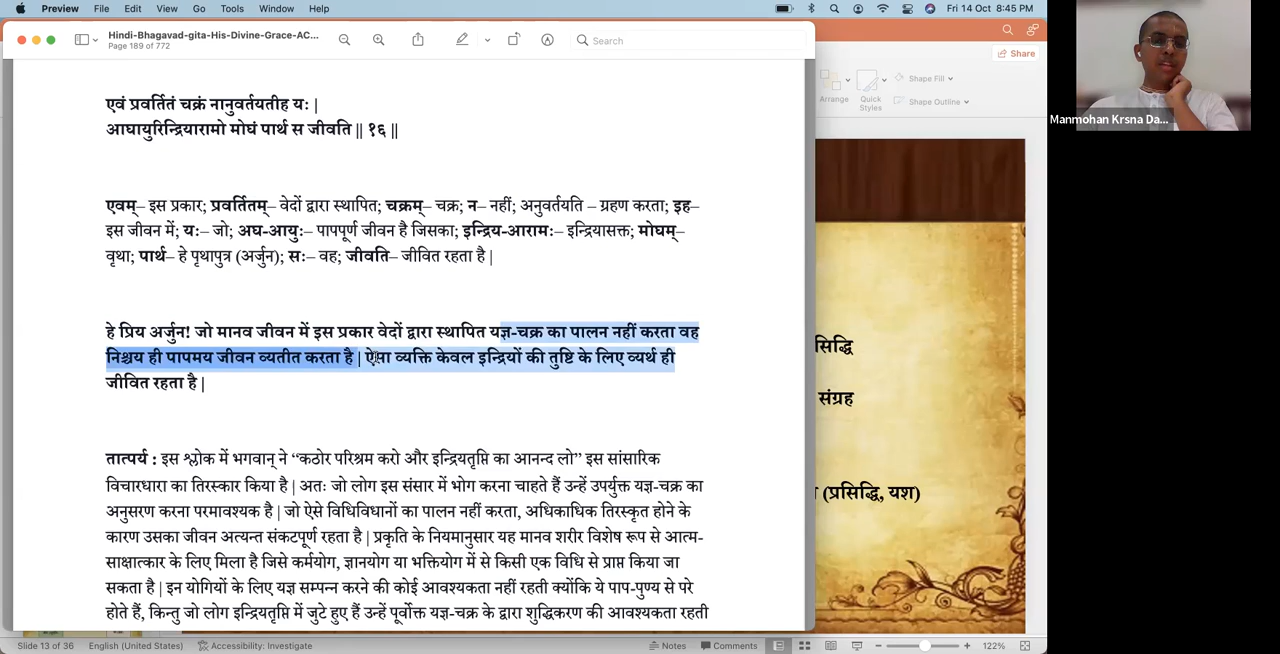 Preview File Edit View Go Tools Window Help Fri 14 Oct 8:45 PM
Hindi-Bhagavad-gita-His-Divine-Grace-AC...
Page 189 of 772
Search
Share
Arrange
Quick Styles
Shape Fill
Shape Outline
Manmohan Krsna Da...
एवं प्रवर्तितं चक्रं नानुवर्तयतीह यः |
आघायुरिन्द्रियारामो मोघं पार्थ स जीवति || १६ ||
एवम्– इस प्रकार; प्रवर्तितम्– वेदों द्वारा स्थापित; चक्रम्– चक्र; न– नहीं; अनुवर्तयति – ग्रहण करता; इह–
इस जीवन में; यः– जो; अघ-आयुः– पापपूर्ण जीवन है जिसका; इन्द्रिय-आरामः– इन्द्रियासक्त; मोघम्–
वृथा; पार्थ– हे पृथापुत्र (अर्जुन); सः– वह; जीवति– जीवित रहता है |
हे प्रिय अर्जुन! जो मानव जीवन में इस प्रकार वेदों द्वारा स्थापित यज्ञ-चक्र का पालन नहीं करता वह
निश्चय ही पापमय जीवन व्यतीत करता है | ऐसा व्यक्ति केवल इन्द्रियों की तुष्टि के लिए व्यर्थ ही
जीवित रहता है |
तात्पर्य : इस श्लोक में भगवान् ने “कठोर परिश्रम करो और इन्द्रियतृप्ति का आनन्द लो” इस सांसारिक
विचारधारा का तिरस्कार किया है | अतः जो लोग इस संसार में भोग करना चाहते हैं उन्हें उपर्युक्त यज्ञ-चक्र का
अनुसरण करना परमावश्यक है | जो ऐसे विधिविधानों का पालन नहीं करता, अधिकाधिक तिरस्कृत होने के
कारण उसका जीवन अत्यन्त संकटपूर्ण रहता है | प्रकृति के नियमानुसार यह मानव शरीर विशेष रूप से आत्म-
साक्षात्कार के लिए मिला है जिसे कर्मयोग, ज्ञानयोग या भक्तियोग में से किसी एक विधि से प्राप्त किया जा
सकता है | इन योगियों के लिए यज्ञ सम्पन्न करने की कोई आवश्यकता नहीं रहती क्योंकि ये पाप-पुण्य से परे
होते हैं, किन्तु जो लोग इन्द्रियतृप्ति में जुटे हुए हैं उन्हें पूर्वोक्त यज्ञ-चक्र के द्वारा शुद्धिकरण की आवश्यकता रहती
सिद्धि
संग्रह
(प्रसिद्धि, यश)
Slide 13 of 36 English (United States) Accessibility: Investigate Notes Comments 122%